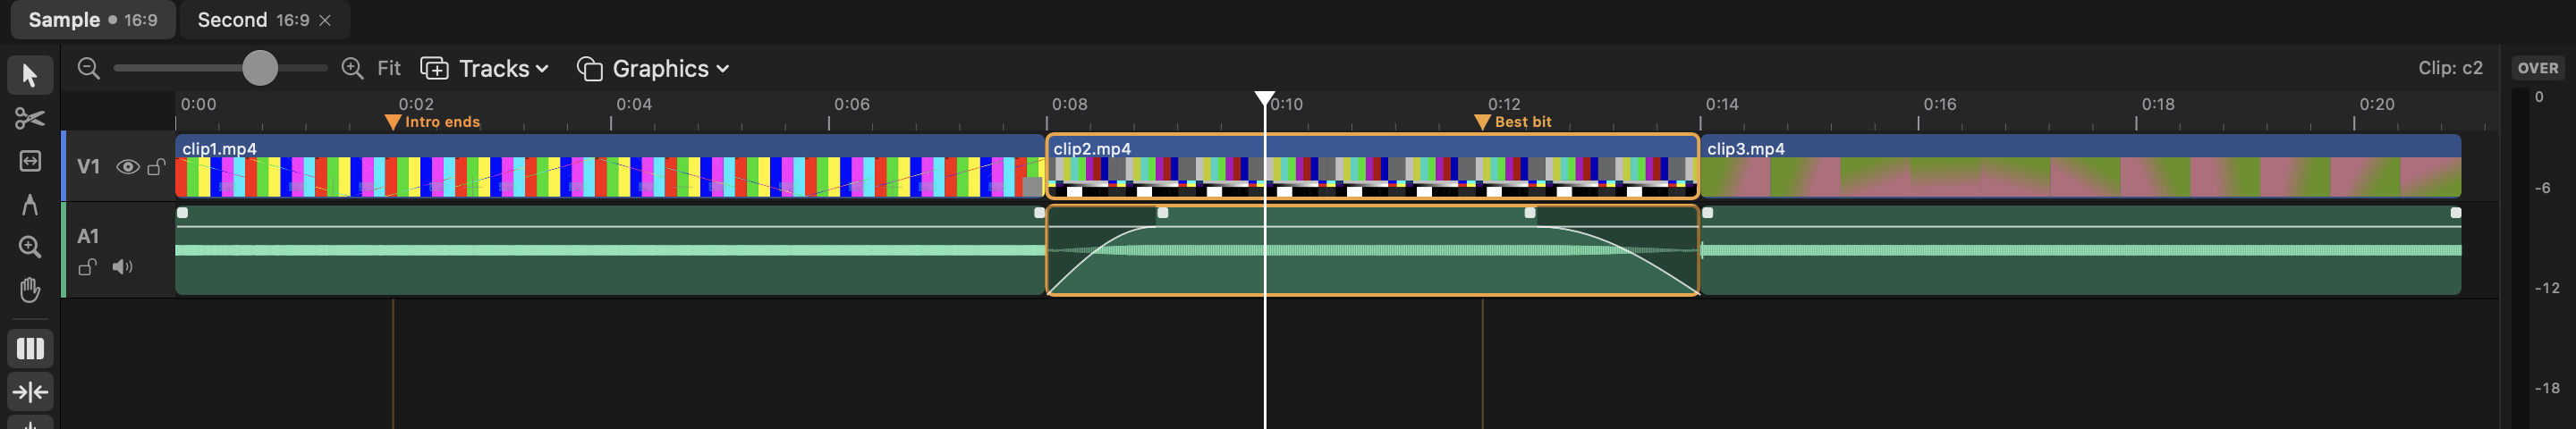 Sample 16:9 Second 16:9
Fit Tracks Graphics Clip: c2 OVER
0:00 0:02 0:04 0:06 0:08 0:10 0:12 0:14 0:16 0:18 0:20 0
Intro ends Best bit
V1 clip1.mp4 clip2.mp4 clip3.mp4
-6
A1
-12
-18